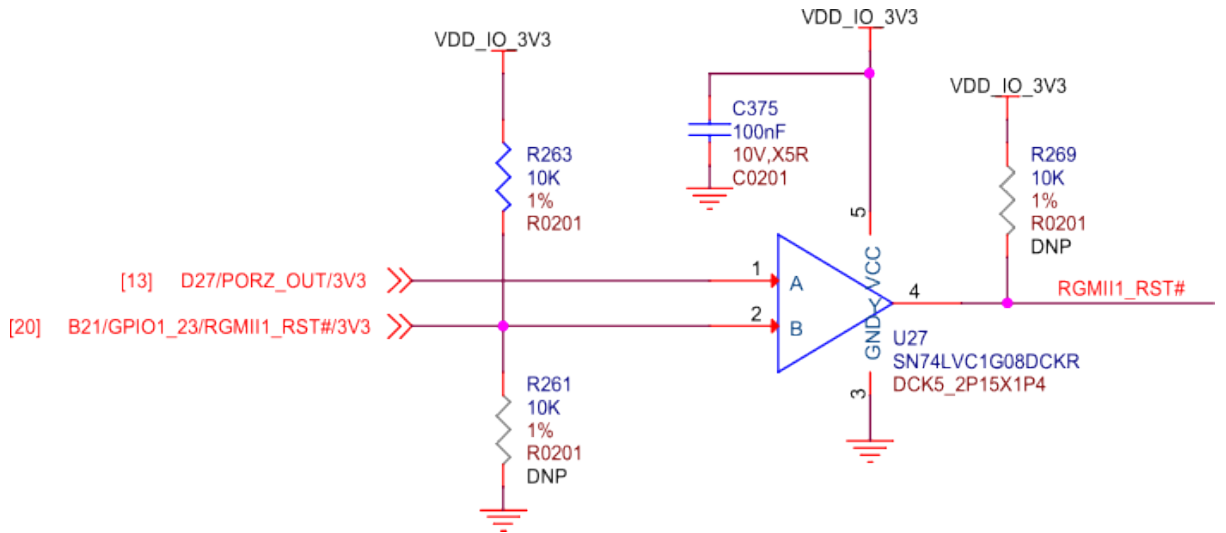 VDD_IO_3V3
VDD_IO_3V3
VDD_IO_3V3
C375
100nF
10V,X5R
C0201
R263
10K
1%
R0201
R269
10K
1%
R0201
DNP
5
VCC
[13] D27/PORZ_OUT/3V3
1
A
4
Y
RGMII1_RST#
[20] B21/GPIO1_23/RGMII1_RST#/3V3
2
B
GND
3
U27
SN74LVC1G08DCKR
DCK5_2P15X1P4
R261
10K
1%
R0201
DNP